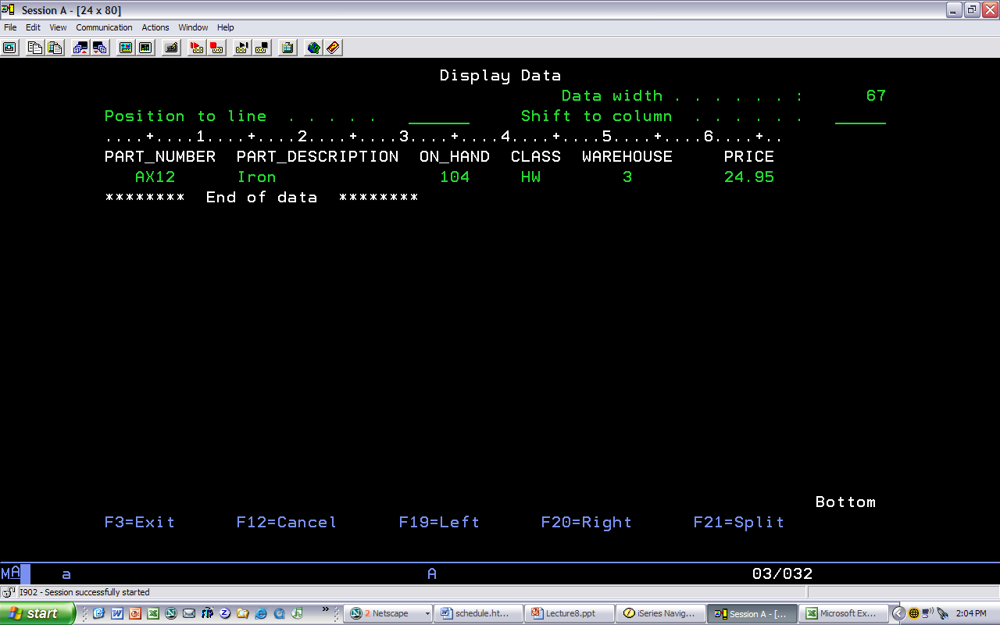 Session A - [24 x 80]
File Edit View Communication Actions Window Help
Display Data
Data width . . . . . . : 67
Position to line . . . . . ______ Shift to column . . . . . . _____
....+....1....+....2....+....3....+....4....+....5....+....6....+..
PART_NUMBER PART_DESCRIPTION ON_HAND CLASS WAREHOUSE PRICE
AX12 Iron 104 HW 3 24.95
******** End of data ********
Bottom
F3=Exit F12=Cancel F19=Left F20=Right F21=Split
MA a A 03/032
I902 - Session successfully started
start 2 Netscape schedule.ht... Lecture8.ppt iSeries Navig... Session A - [... Microsoft Ex... 2:04 PM